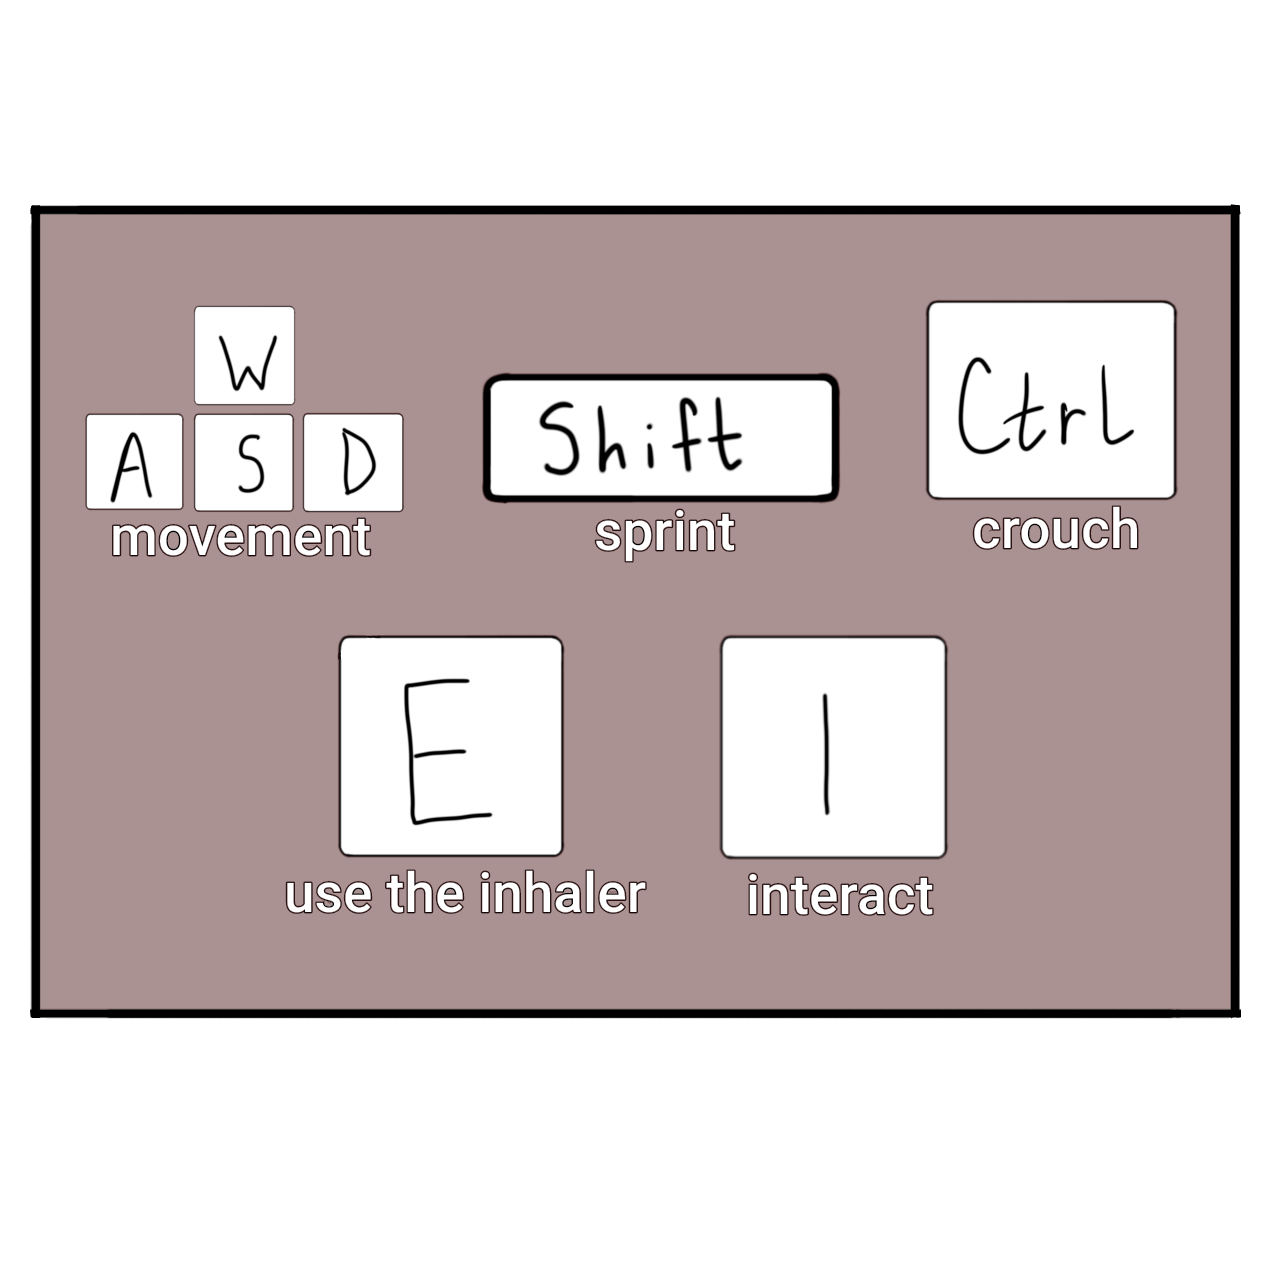 W
A S D
movement
Shift
sprint
Ctrl
crouch
E
use the inhaler
I
interact